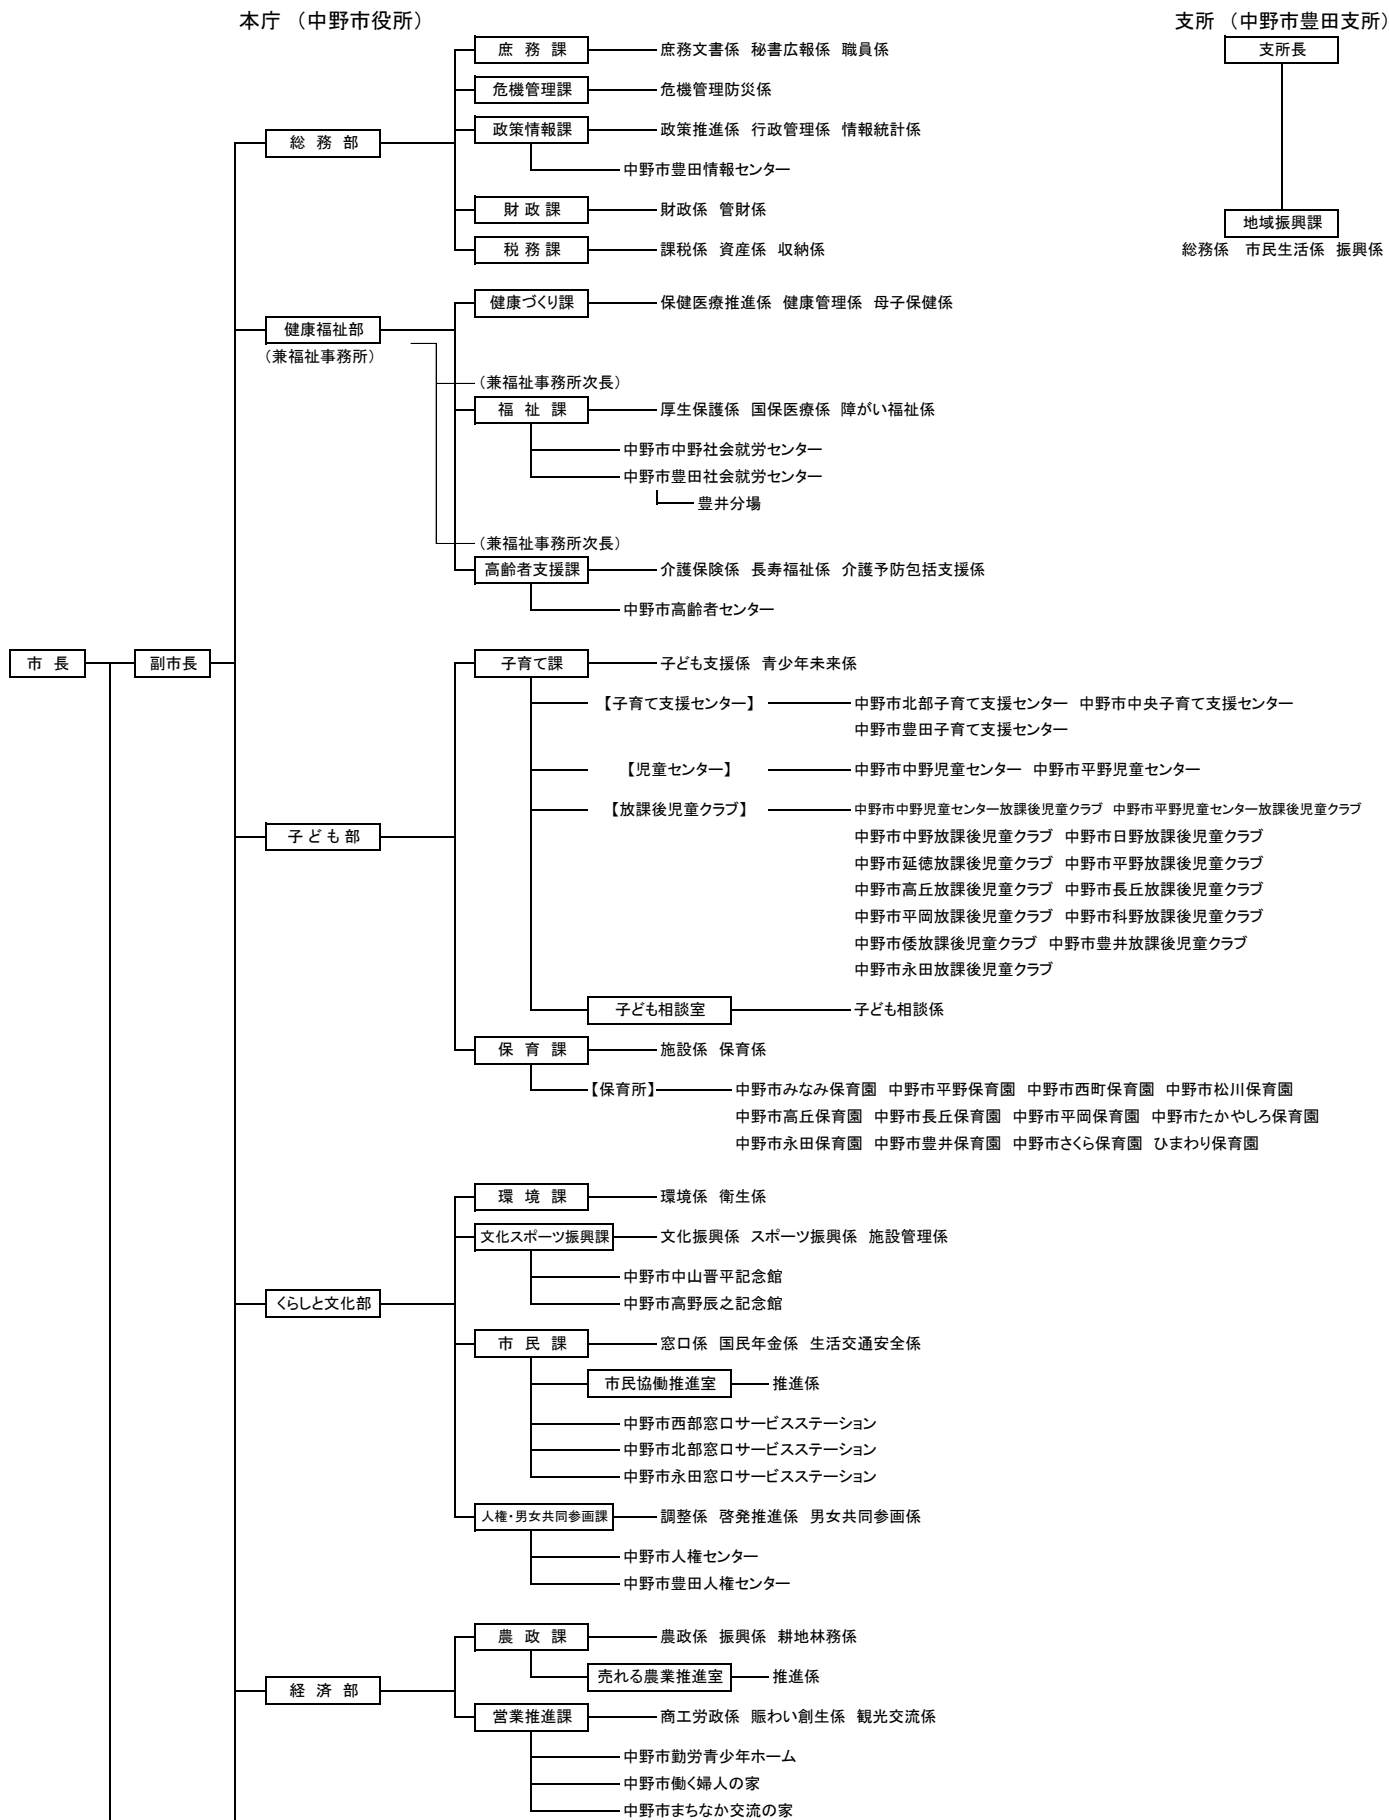 本庁 （中野市役所）
支所 （中野市豊田支所）
庶 務 課 庶務文書係 秘書広報係 職員係
支所長
危機管理課 危機管理防災係
政策情報課 政策推進係 行政管理係 情報統計係
総 務 部
中野市豊田情報センター
財 政 課 財政係 管財係
地域振興課
税 務 課 課税係 資産係 収納係
総務係 市民生活係 振興係
健康づくり課 保健医療推進係 健康管理係 母子保健係
健康福祉部
（兼福祉事務所）
（兼福祉事務所次長）
福 祉 課 厚生保護係 国保医療係 障がい福祉係
中野市中野社会就労センター
中野市豊田社会就労センター
豊井分場
（兼福祉事務所次長）
高齢者支援課 介護保険係 長寿福祉係 介護予防包括支援係
中野市高齢者センター
市 長 副市長
子育て課 子ども支援係 青少年未来係
【子育て支援センター】 中野市北部子育て支援センター 中野市中央子育て支援センター
中野市豊田子育て支援センター
【児童センター】 中野市中野児童センター 中野市平野児童センター
【放課後児童クラブ】 中野市中野児童センター放課後児童クラブ 中野市平野児童センター放課後児童クラブ
子 ど も 部
中野市中野放課後児童クラブ 中野市日野放課後児童クラブ
中野市延徳放課後児童クラブ 中野市平野放課後児童クラブ
中野市高丘放課後児童クラブ 中野市長丘放課後児童クラブ
中野市平岡放課後児童クラブ 中野市科野放課後児童クラブ
中野市倭放課後児童クラブ 中野市豊井放課後児童クラブ
中野市永田放課後児童クラブ
子ども相談室 子ども相談係
保 育 課 施設係 保育係
【保育所】 中野市みなみ保育園 中野市平野保育園 中野市西町保育園 中野市松川保育園
中野市高丘保育園 中野市長丘保育園 中野市平岡保育園 中野市たかやしろ保育園
中野市永田保育園 中野市豊井保育園 中野市さくら保育園 ひまわり保育園
環 境 課 環境係 衛生係
文化スポーツ振興課 文化振興係 スポーツ振興係 施設管理係
中野市中山晋平記念館
くらしと文化部
中野市高野辰之記念館
市 民 課 窓口係 国民年金係 生活交通安全係
市民協働推進室 推進係
中野市西部窓口サービスステーション
中野市北部窓口サービスステーション
中野市永田窓口サービスステーション
人権・男女共同参画課 調整係 啓発推進係 男女共同参画係
中野市人権センター
中野市豊田人権センター
農 政 課 農政係 振興係 耕地林務係
売れる農業推進室 推進係
経 済 部
営業推進課 商工労政係 賑わい創生係 観光交流係
中野市勤労青少年ホーム
中野市働く婦人の家
中野市まちなか交流の家